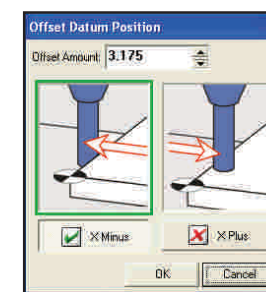 Offset Datum Position
Offset Amount: 3.175
X Minus X Plus
OK Cancel